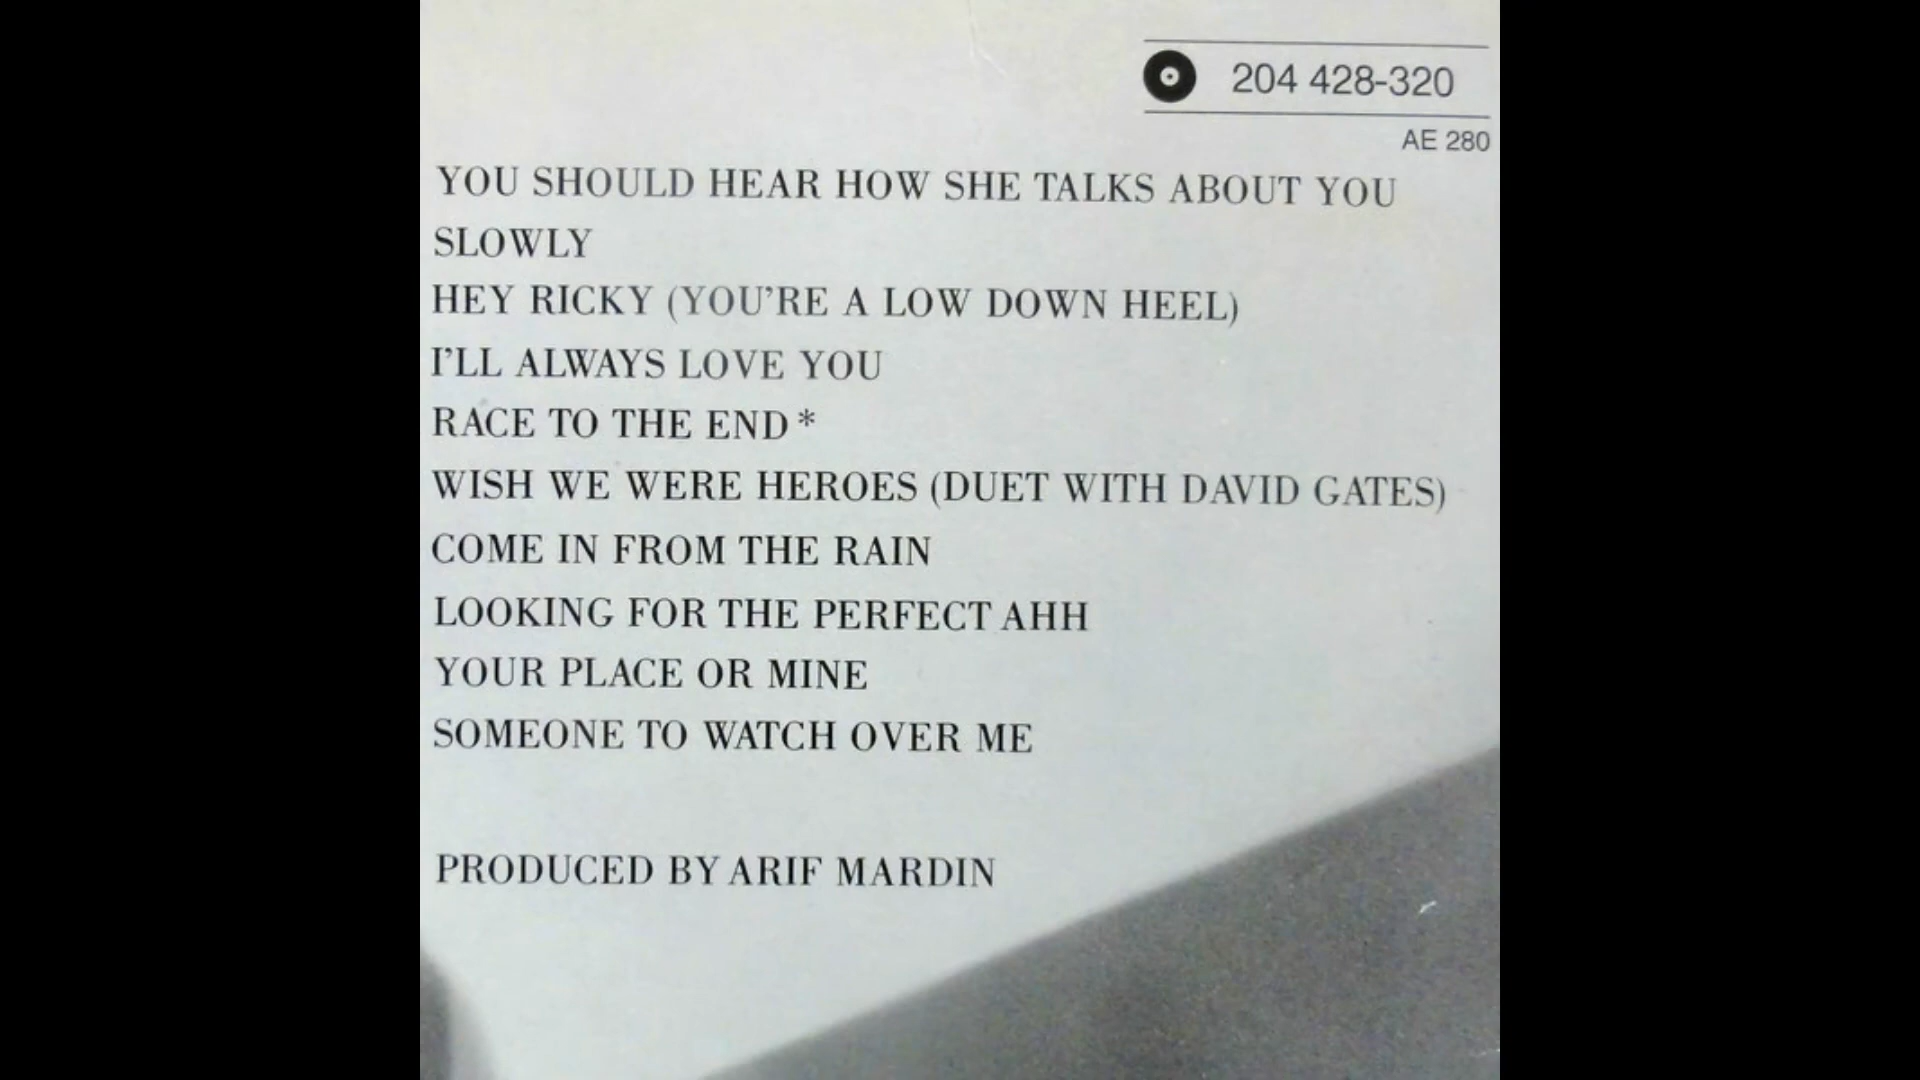 204 428-320
AE 280
YOU SHOULD HEAR HOW SHE TALKS ABOUT YOU
SLOWLY
HEY RICKY (YOU'RE A LOW DOWN HEEL)
I'LL ALWAYS LOVE YOU
RACE TO THE END *
WISH WE WERE HEROES (DUET WITH DAVID GATES)
COME IN FROM THE RAIN
LOOKING FOR THE PERFECT AHH
YOUR PLACE OR MINE
SOMEONE TO WATCH OVER ME
PRODUCED BY ARIF MARDIN